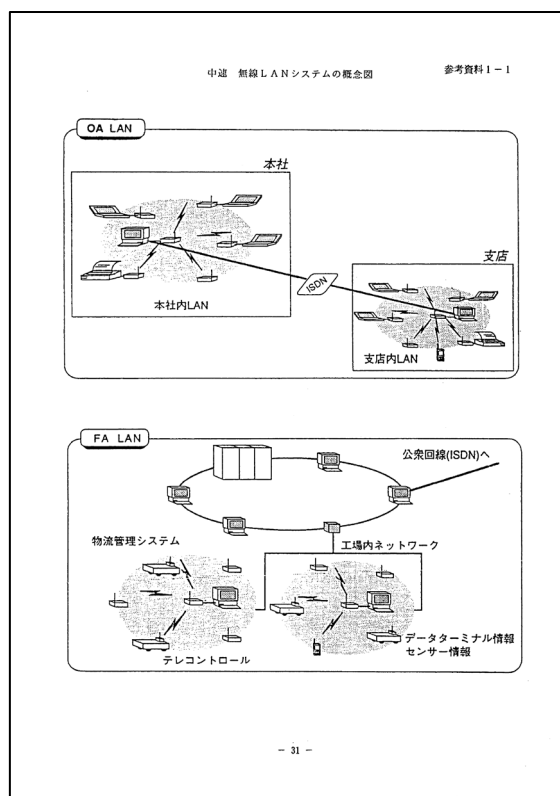 中速 無線LANシステムの概念図
参考資料1-1
OA LAN
本社
本社内LAN
ISDN
支店
支店内LAN
FA LAN
公衆回線(ISDN)へ
物流管理システム
工場内ネットワーク
テレコントロール
データターミナル情報
センサー情報
- 31 -